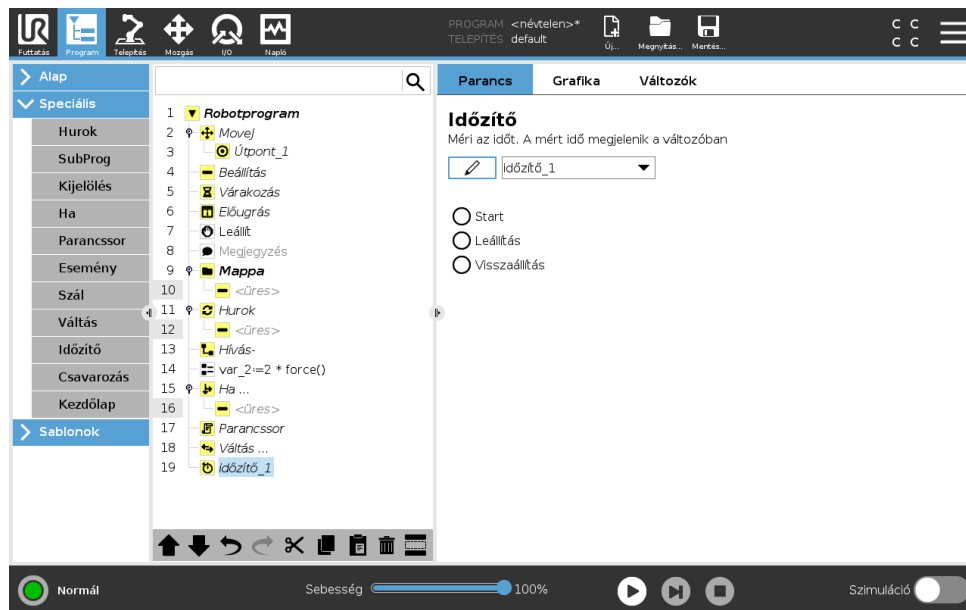 UR
Futtatás
Program
Telepítés
Mozgás
I/O
Napló
PROGRAM <névtelen>*
TELEPÍTÉS default
Új...
Megnyitás...
Mentés...
C C
C C
Alap
Speciális
Hurok
SubProg
Kijelölés
Ha
Parancssor
Esemény
Szál
Váltás
Időzítő
Csavarozás
Kezdőlap
Sablonok
1 Robotprogram
2 MoveJ
3 Útpont_1
4 Beállítás
5 Várakozás
6 Előugrás
7 Leállít
8 Megjegyzés
9 Mappa
10 <üres>
11 Hurok
12 <üres>
13 Hívás-
14 var_2≔2 * force()
15 Ha ...
16 <üres>
17 Parancssor
18 Váltás ...
19 időzítő_1
Parancs
Grafika
Változók
Időzítő
Méri az időt. A mért idő megjelenik a változóban
időzítő_1
Start
Leállítás
Visszaállítás
Normál
Sebesség
100%
Szimuláció